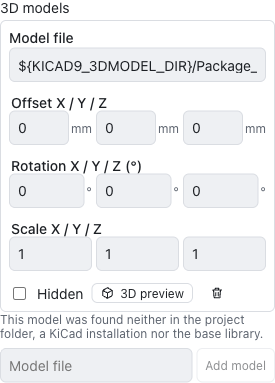 3D models
Model file
${KICAD9_3DMODEL_DIR}/Package_
Offset X / Y / Z
0 mm 0 mm 0 mm
Rotation X / Y / Z (°)
0 ° 0 ° 0 °
Scale X / Y / Z
1 1 1
Hidden 3D preview
This model was found neither in the project
folder, a KiCad installation nor the base library.
Model file Add model